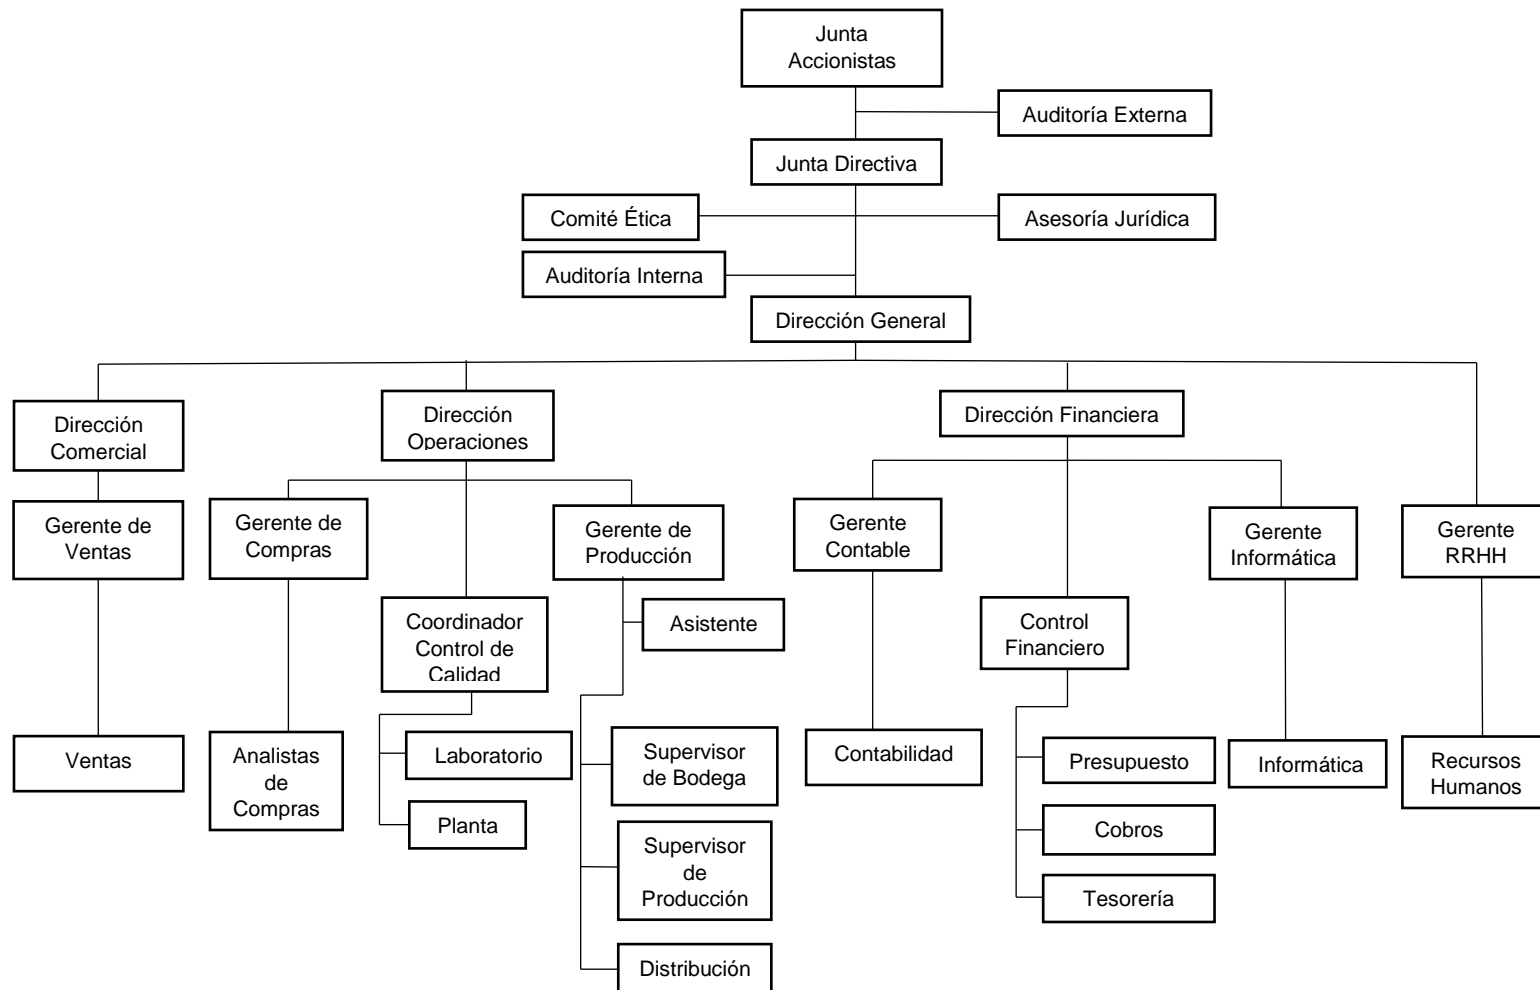 Junta
Accionistas
Auditoría Externa
Junta Directiva
Comité Ética
Asesoría Jurídica
Auditoría Interna
Dirección General
Dirección
Comercial
Dirección
Operaciones
Dirección Financiera
Gerente de
Ventas
Gerente de
Compras
Gerente de
Producción
Gerente
Contable
Gerente
Informática
Gerente
RRHH
Coordinador
Control de
Calidad
Asistente
Control
Financiero
Ventas
Analistas
de
Compras
Laboratorio
Planta
Supervisor
de Bodega
Supervisor
de
Producción
Distribución
Contabilidad
Presupuesto
Cobros
Tesorería
Informática
Recursos
Humanos